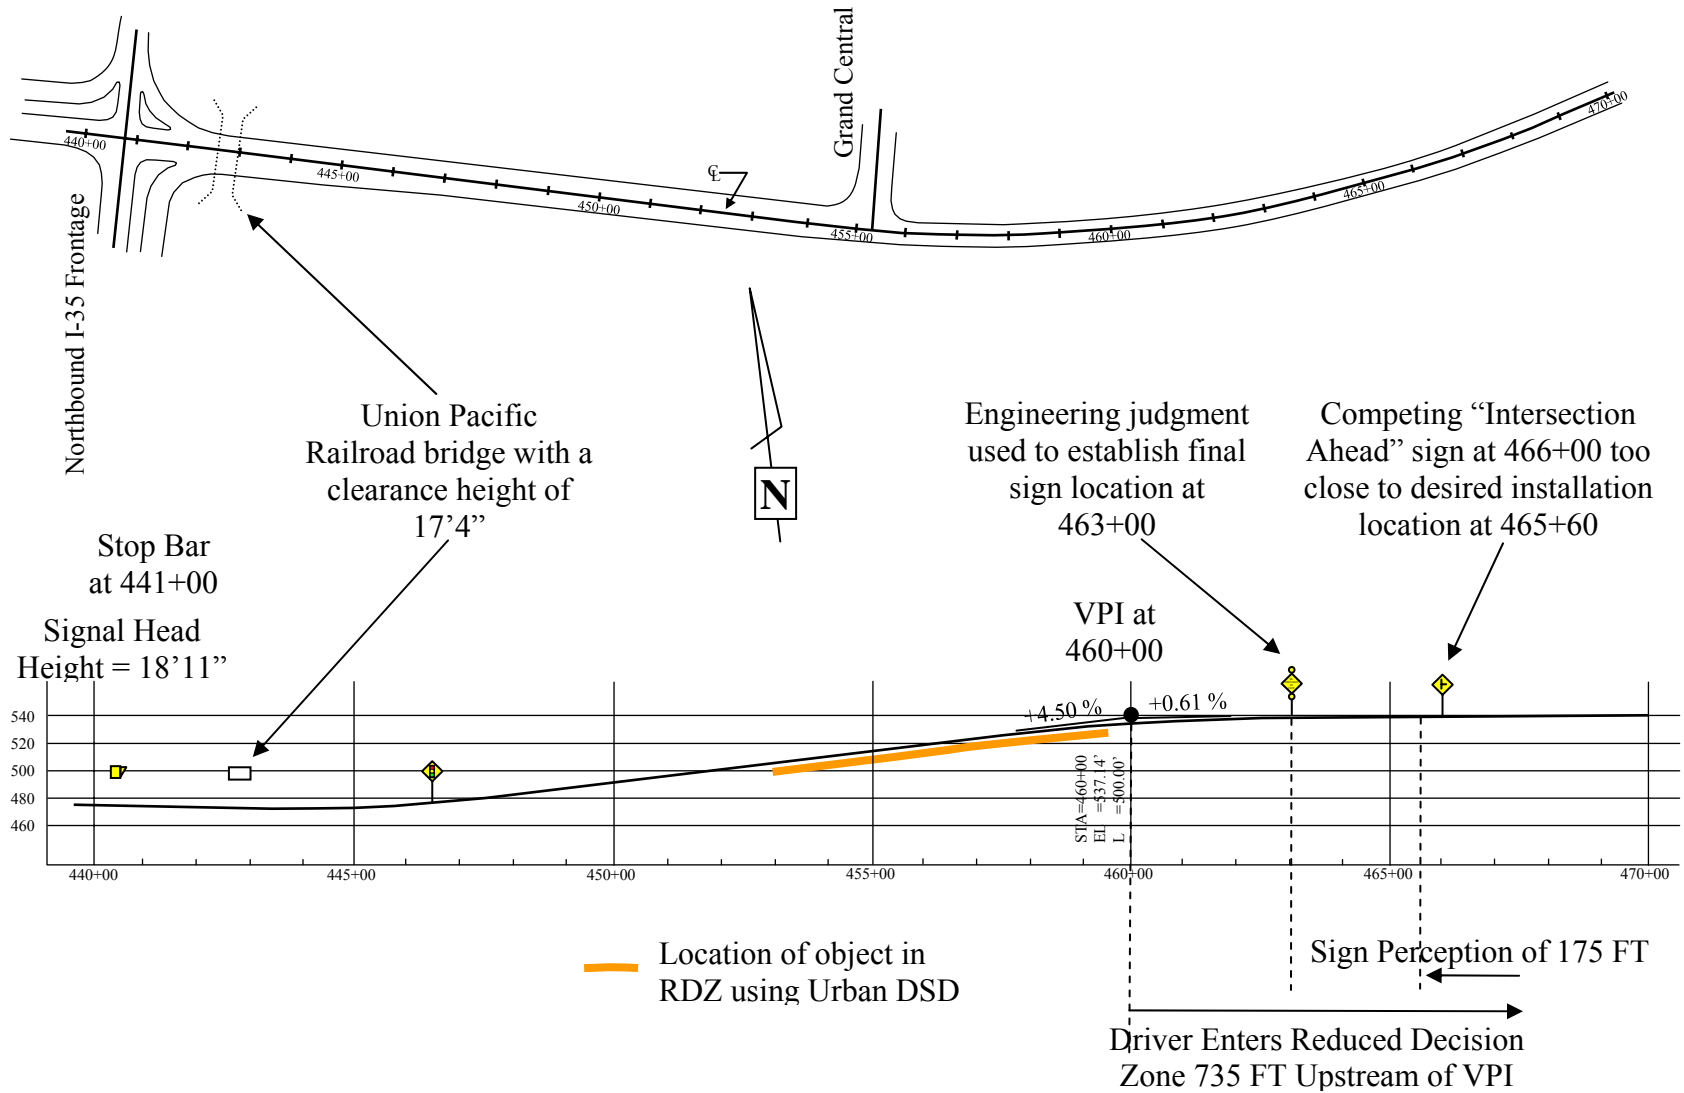 Grand Central
440+00
445+00
450+00
455+00
460+00
465+00
470+00
℄
Northbound I-35 Frontage
Union Pacific
Railroad bridge with a
clearance height of
17’4”
N
Engineering judgment
used to establish final
sign location at
463+00
Competing “Intersection
Ahead” sign at 466+00 too
close to desired installation
location at 465+60
Stop Bar
at 441+00
Signal Head
Height = 18’11”
VPI at
460+00
+4.50 %
+0.61 %
540
520
500
480
460
STA=460+00
EL =537.14’
L =500.00’
440+00
445+00
450+00
455+00
460+00
465+00
470+00
Location of object in
RDZ using Urban DSD
Sign Perception of 175 FT
Driver Enters Reduced Decision
Zone 735 FT Upstream of VPI